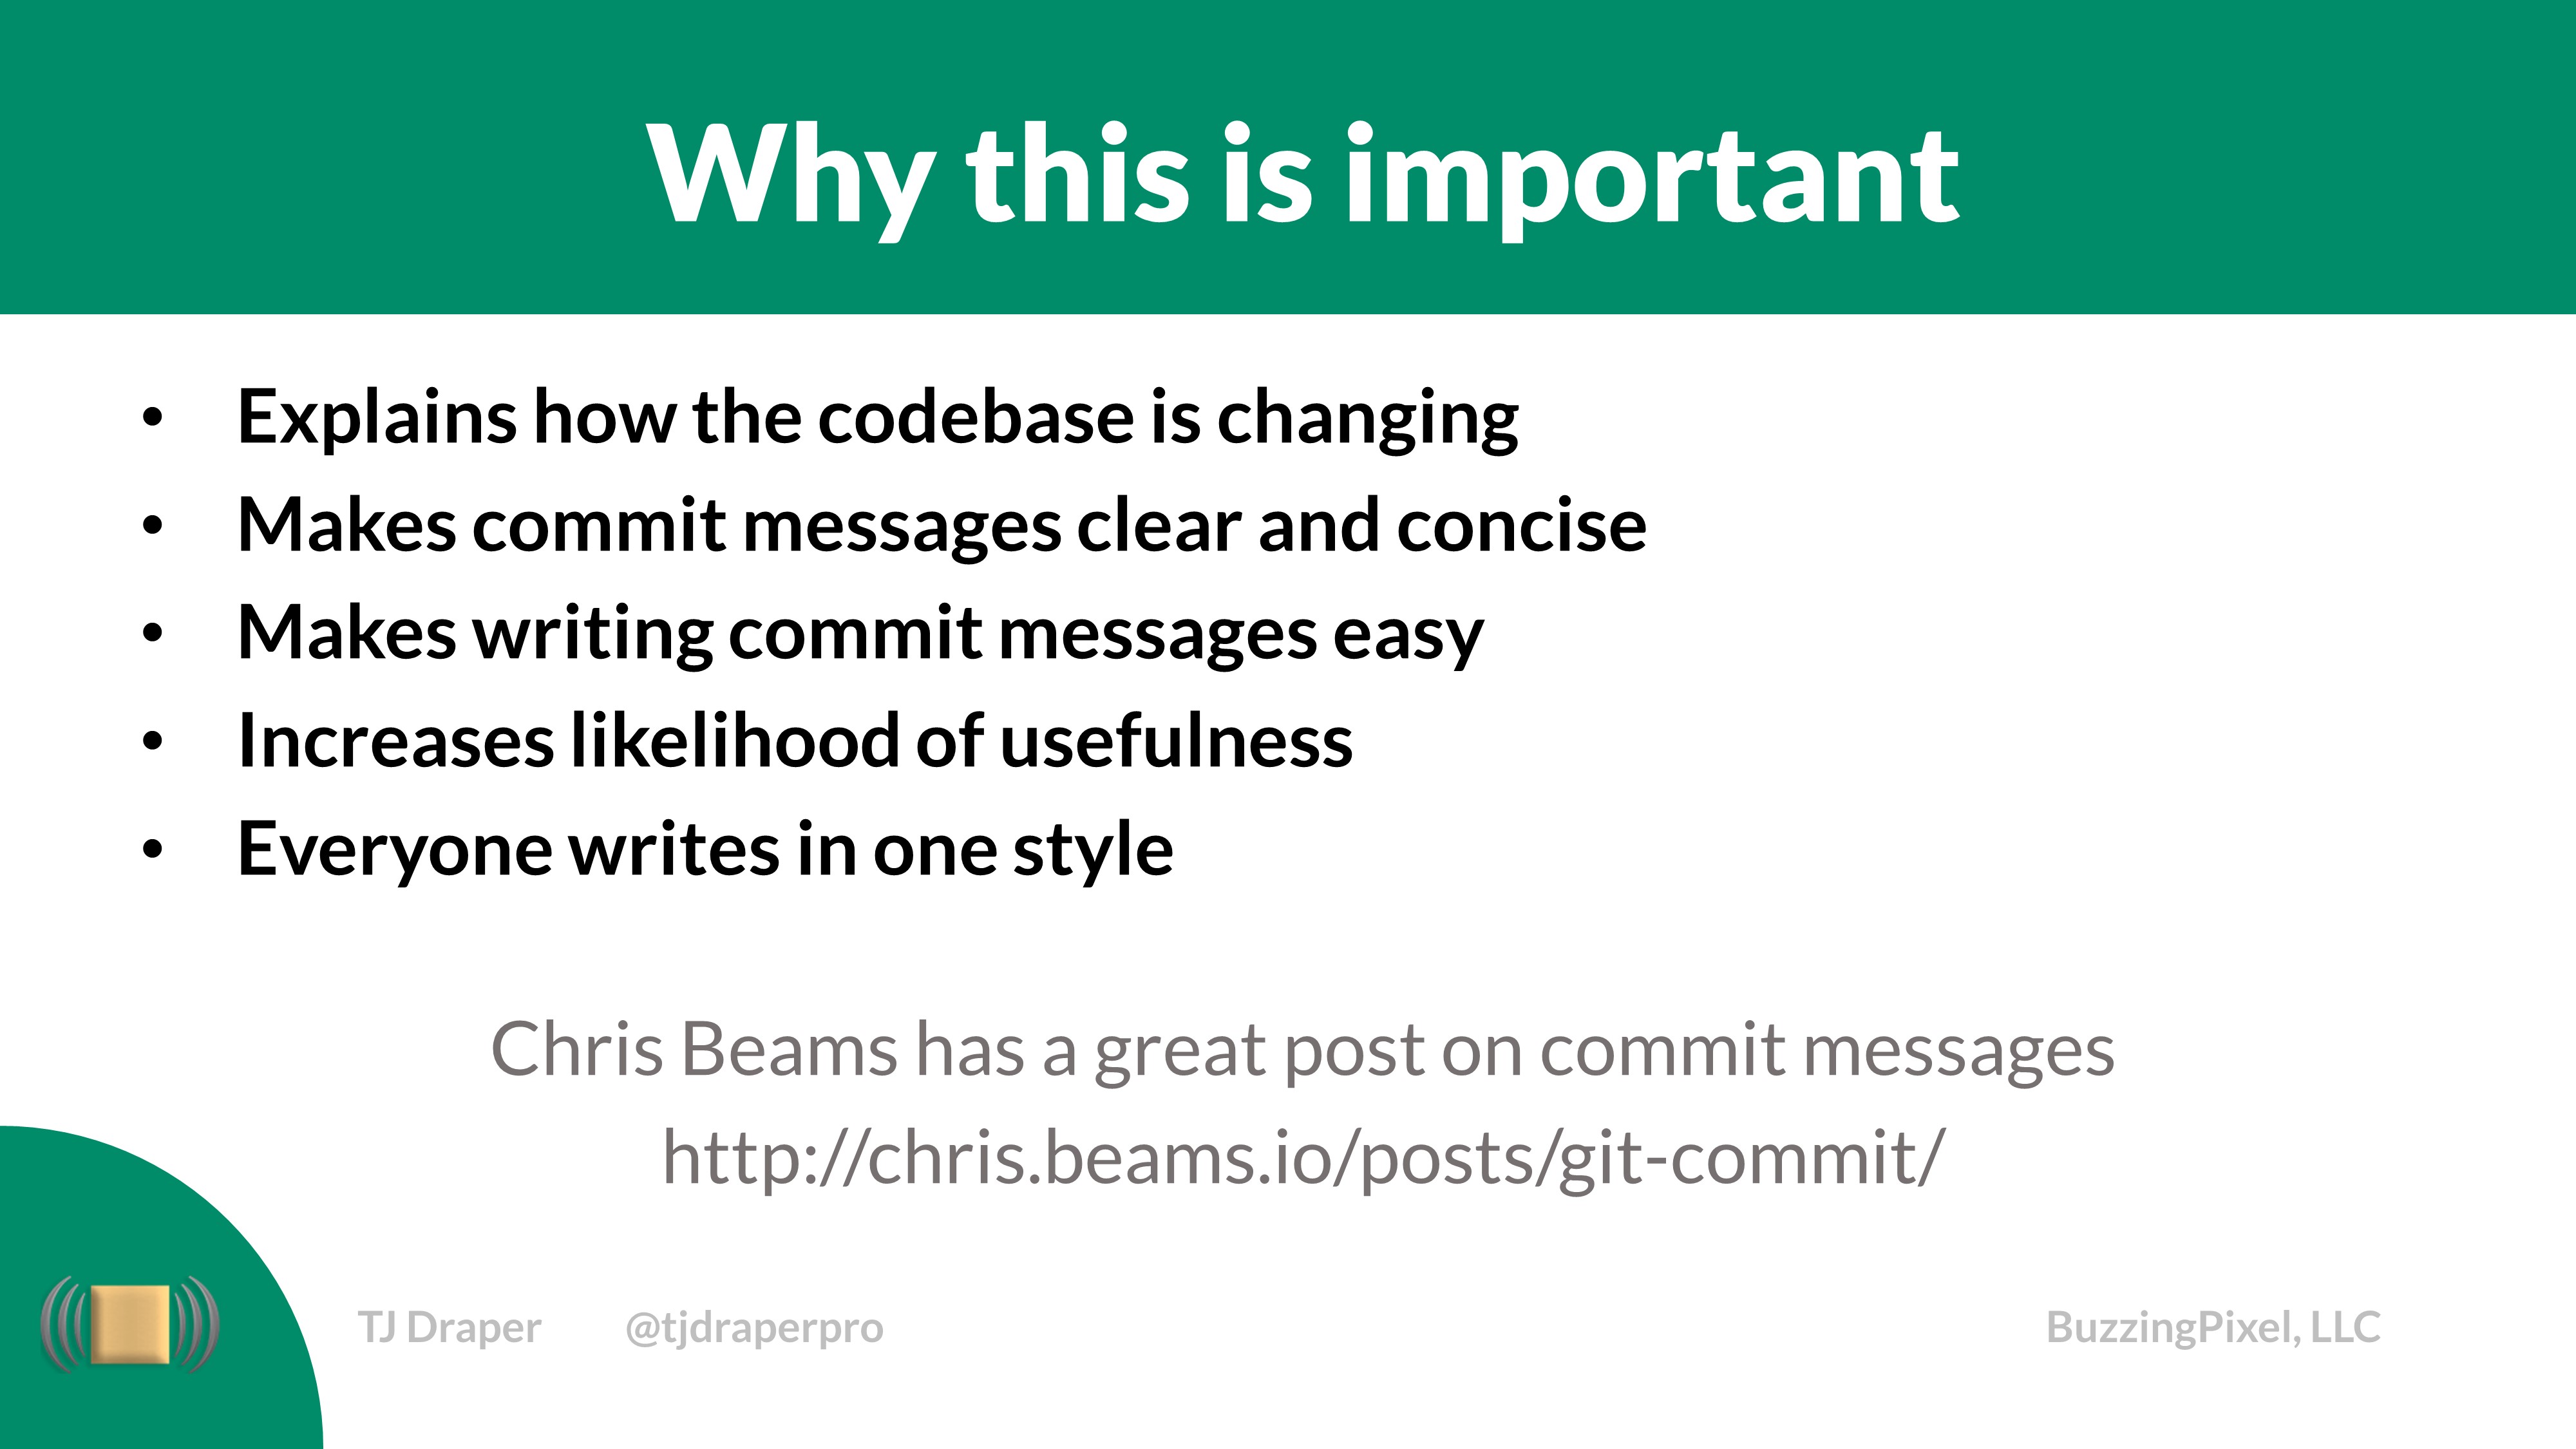 Why this is important
• Explains how the codebase is changing
• Makes commit messages clear and concise
• Makes writing commit messages easy
• Increases likelihood of usefulness
• Everyone writes in one style
Chris Beams has a great post on commit messages
http://chris.beams.io/posts/git-commit/
TJ Draper @tjdraperpro BuzzingPixel, LLC